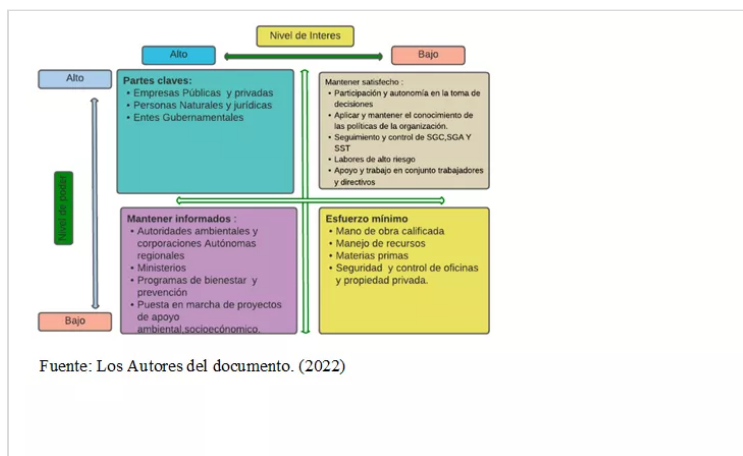 Nivel de Interes
Alto
Bajo
Alto
Nivel de poder
Bajo
Partes claves:
• Empresas Públicas y privadas
• Personas Naturales y jurídicas
• Entes Gubernamentales
Mantener satisfecho :
• Participación y autonomía en la toma de
decisiones
• Aplicar y mantener el conocimiento de
las políticas de la organización.
• Seguimiento y control de SGC,SGA Y
SST
• Labores de alto riesgo
• Apoyo y trabajo en conjunto trabajadores
y directivos
Mantener informados :
• Autoridades ambientales y
corporaciones Autónomas
regionales
• Ministerios
• Programas de bienestar y
prevención
• Puesta en marcha de proyectos
de apoyo
ambiental,socioecónomico.
Esfuerzo mínimo
• Mano de obra calificada
• Manejo de recursos
• Materias primas
• Seguridad y control de oficinas
y propiedad privada.
Fuente: Los Autores del documento. (2022)